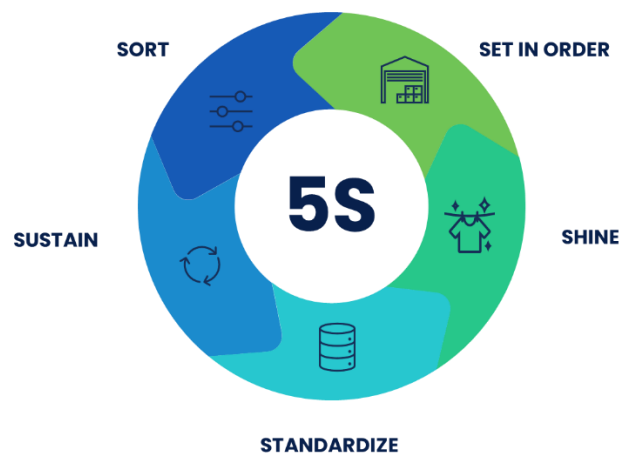 SORT
SET IN ORDER
5S
SUSTAIN
SHINE
STANDARDIZE